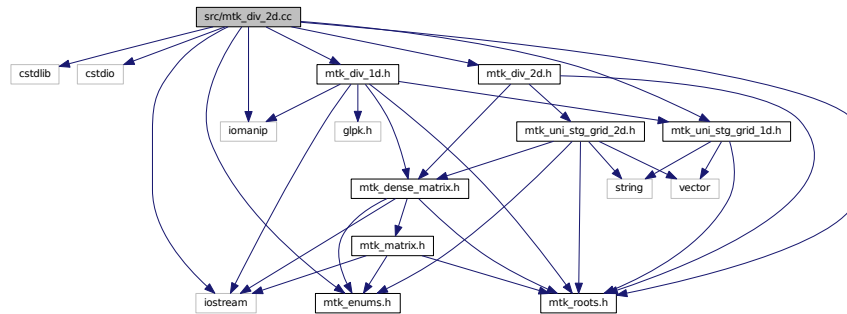 src/mtk_div_2d.cc
cstdlib
cstdio
mtk_div_1d.h
mtk_div_2d.h
iomanip
glpk.h
mtk_uni_stg_grid_2d.h
mtk_uni_stg_grid_1d.h
mtk_dense_matrix.h
string
vector
mtk_matrix.h
iostream
mtk_enums.h
mtk_roots.h